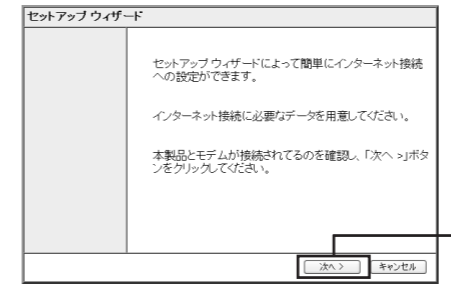 セットアップ ウィザード
セットアップウィザードによって簡単にインターネット接続
への設定ができます。
インターネット接続に必要なデータを用意してください。
本製品とモデムが接続されてるのを確認し、「次へ >」ボタ
ンをクリックしてください。
次へ >
キャンセル